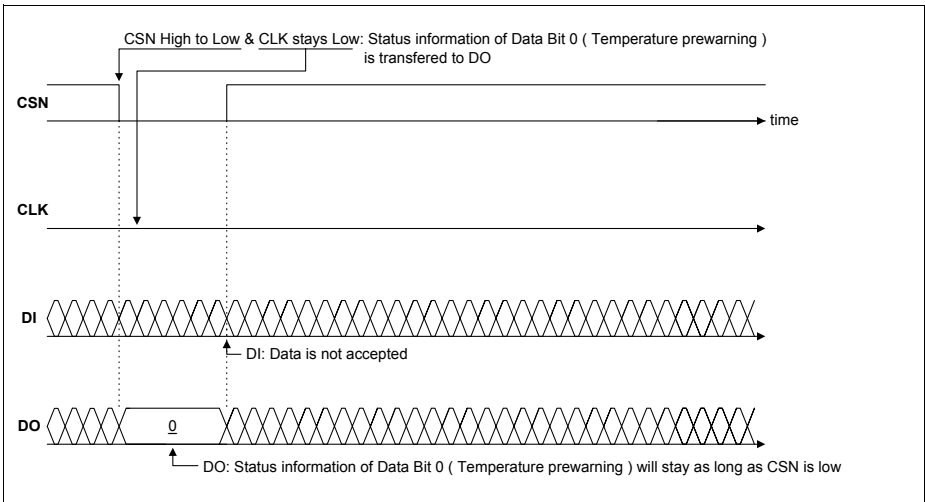 CSN High to Low & CLK stays Low: Status information of Data Bit 0 ( Temperature prewarning )
is transfered to DO
CSN
time
CLK
DI
DI: Data is not accepted
DO
0
DO: Status information of Data Bit 0 ( Temperature prewarning ) will stay as long as CSN is low